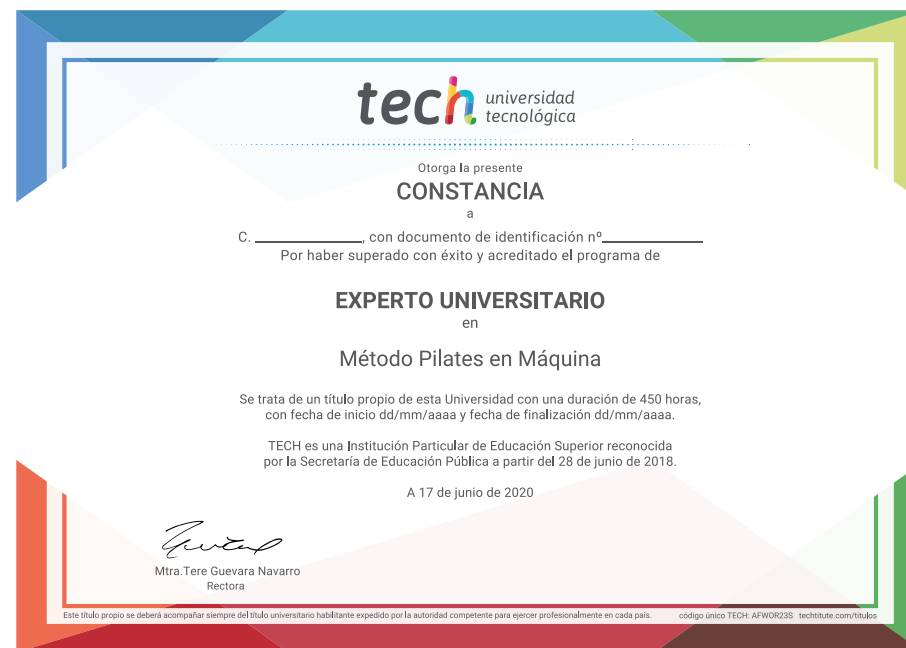 tech universidad
tecnológica
Otorga la presente
CONSTANCIA
a
C. ______________, con documento de identificación nº______________
Por haber superado con éxito y acreditado el programa de
EXPERTO UNIVERSITARIO
en
Método Pilates en Máquina
Se trata de un título propio de esta Universidad con una duración de 450 horas,
con fecha de inicio dd/mm/aaaa y fecha de finalización dd/mm/aaaa.
TECH es una Institución Particular de Educación Superior reconocida
por la Secretaría de Educación Pública a partir del 28 de junio de 2018.
A 17 de junio de 2020
Mtra.Tere Guevara Navarro
Rectora
Este título propio se deberá acompañar siempre del título universitario habilitante expedido por la autoridad competente para ejercer profesionalmente en cada país. código único TECH: AFWOR23S techtitute.com/titulos